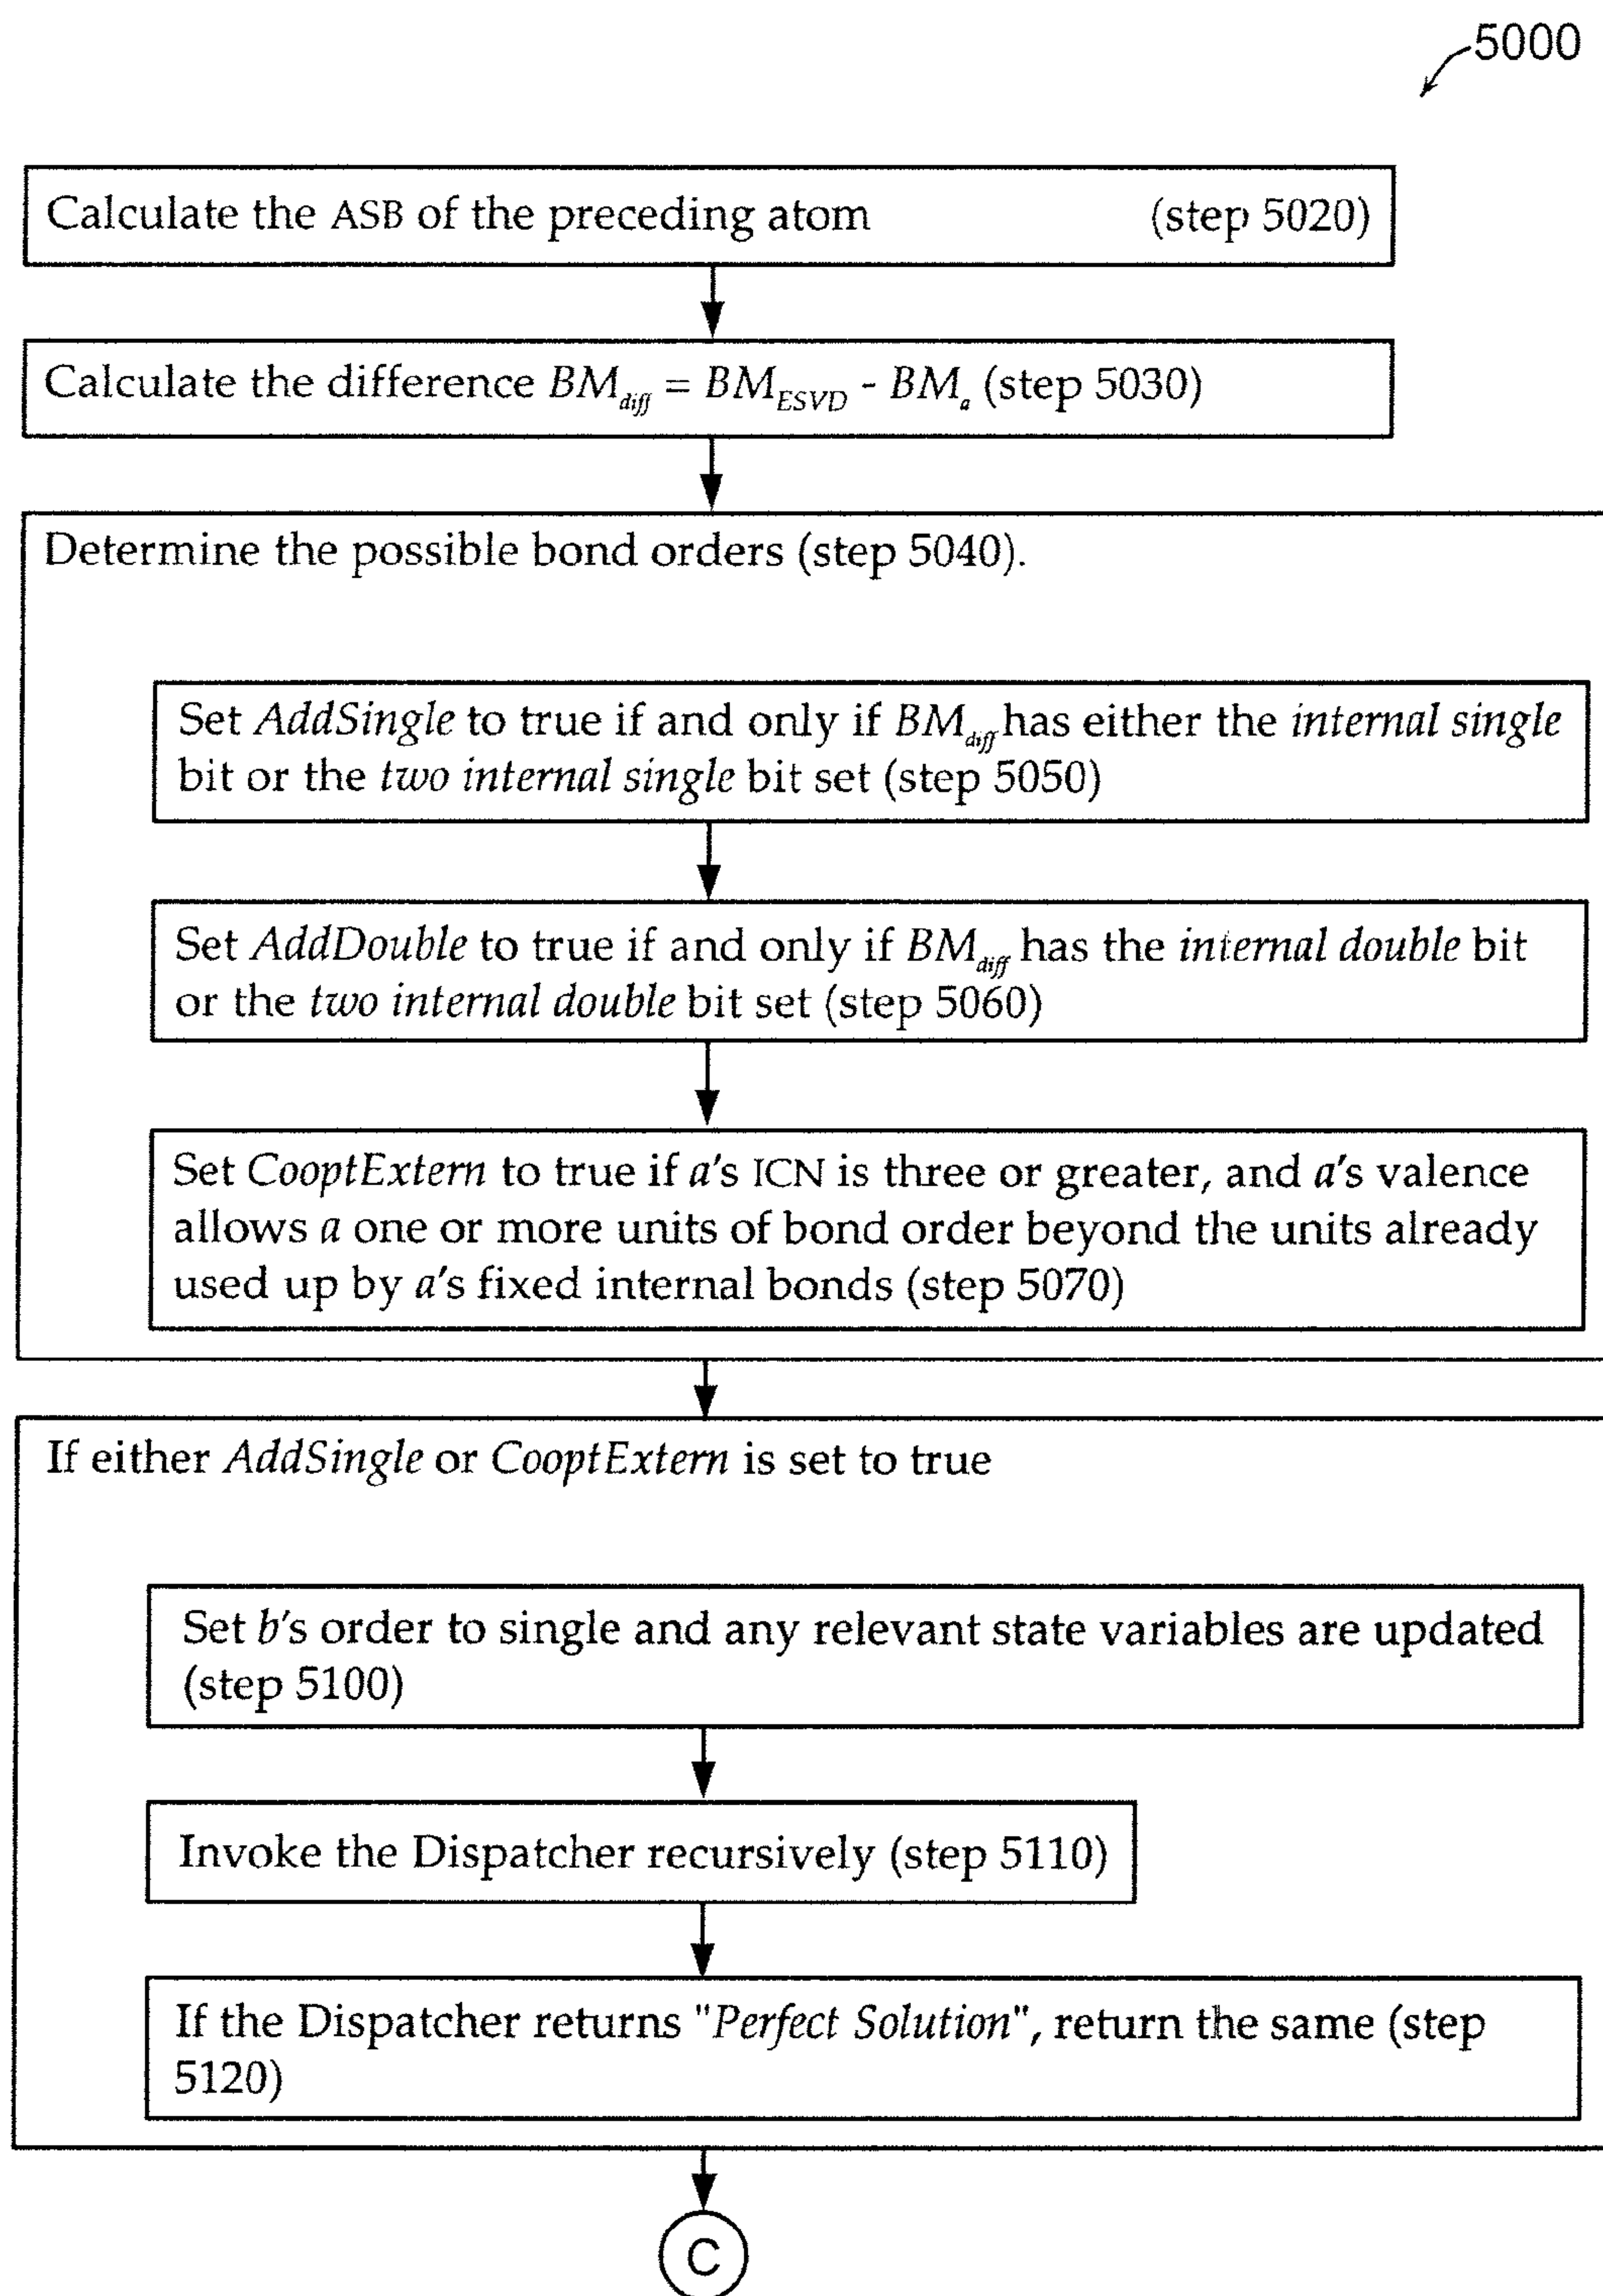 5000
Calculate the ASB of the preceding atom (step 5020)
Calculate the difference BM_diff = BM_ESVD - BM_a (step 5030)
Determine the possible bond orders (step 5040).
Set AddSingle to true if and only if BM_diff has either the internal single
bit or the two internal single bit set (step 5050)
Set AddDouble to true if and only if BM_diff has the internal double bit
or the two internal double bit set (step 5060)
Set CooptExtern to true if a's ICN is three or greater, and a's valence
allows a one or more units of bond order beyond the units already
used up by a's fixed internal bonds (step 5070)
If either AddSingle or CooptExtern is set to true
Set b's order to single and any relevant state variables are updated
(step 5100)
Invoke the Dispatcher recursively (step 5110)
If the Dispatcher returns "Perfect Solution", return the same (step
5120)
C